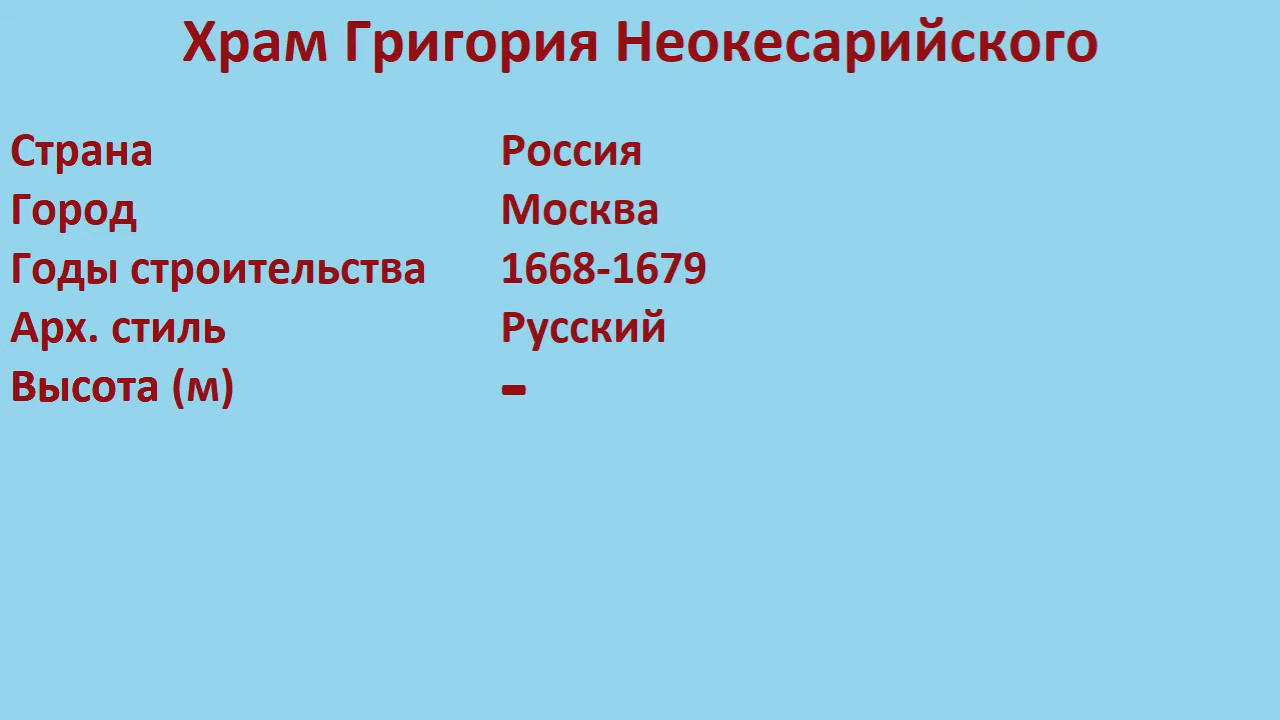 Храм Григория Неокесарийского
Страна Россия
Город Москва
Годы строительства 1668-1679
Арх. стиль Русский
Высота (м) -